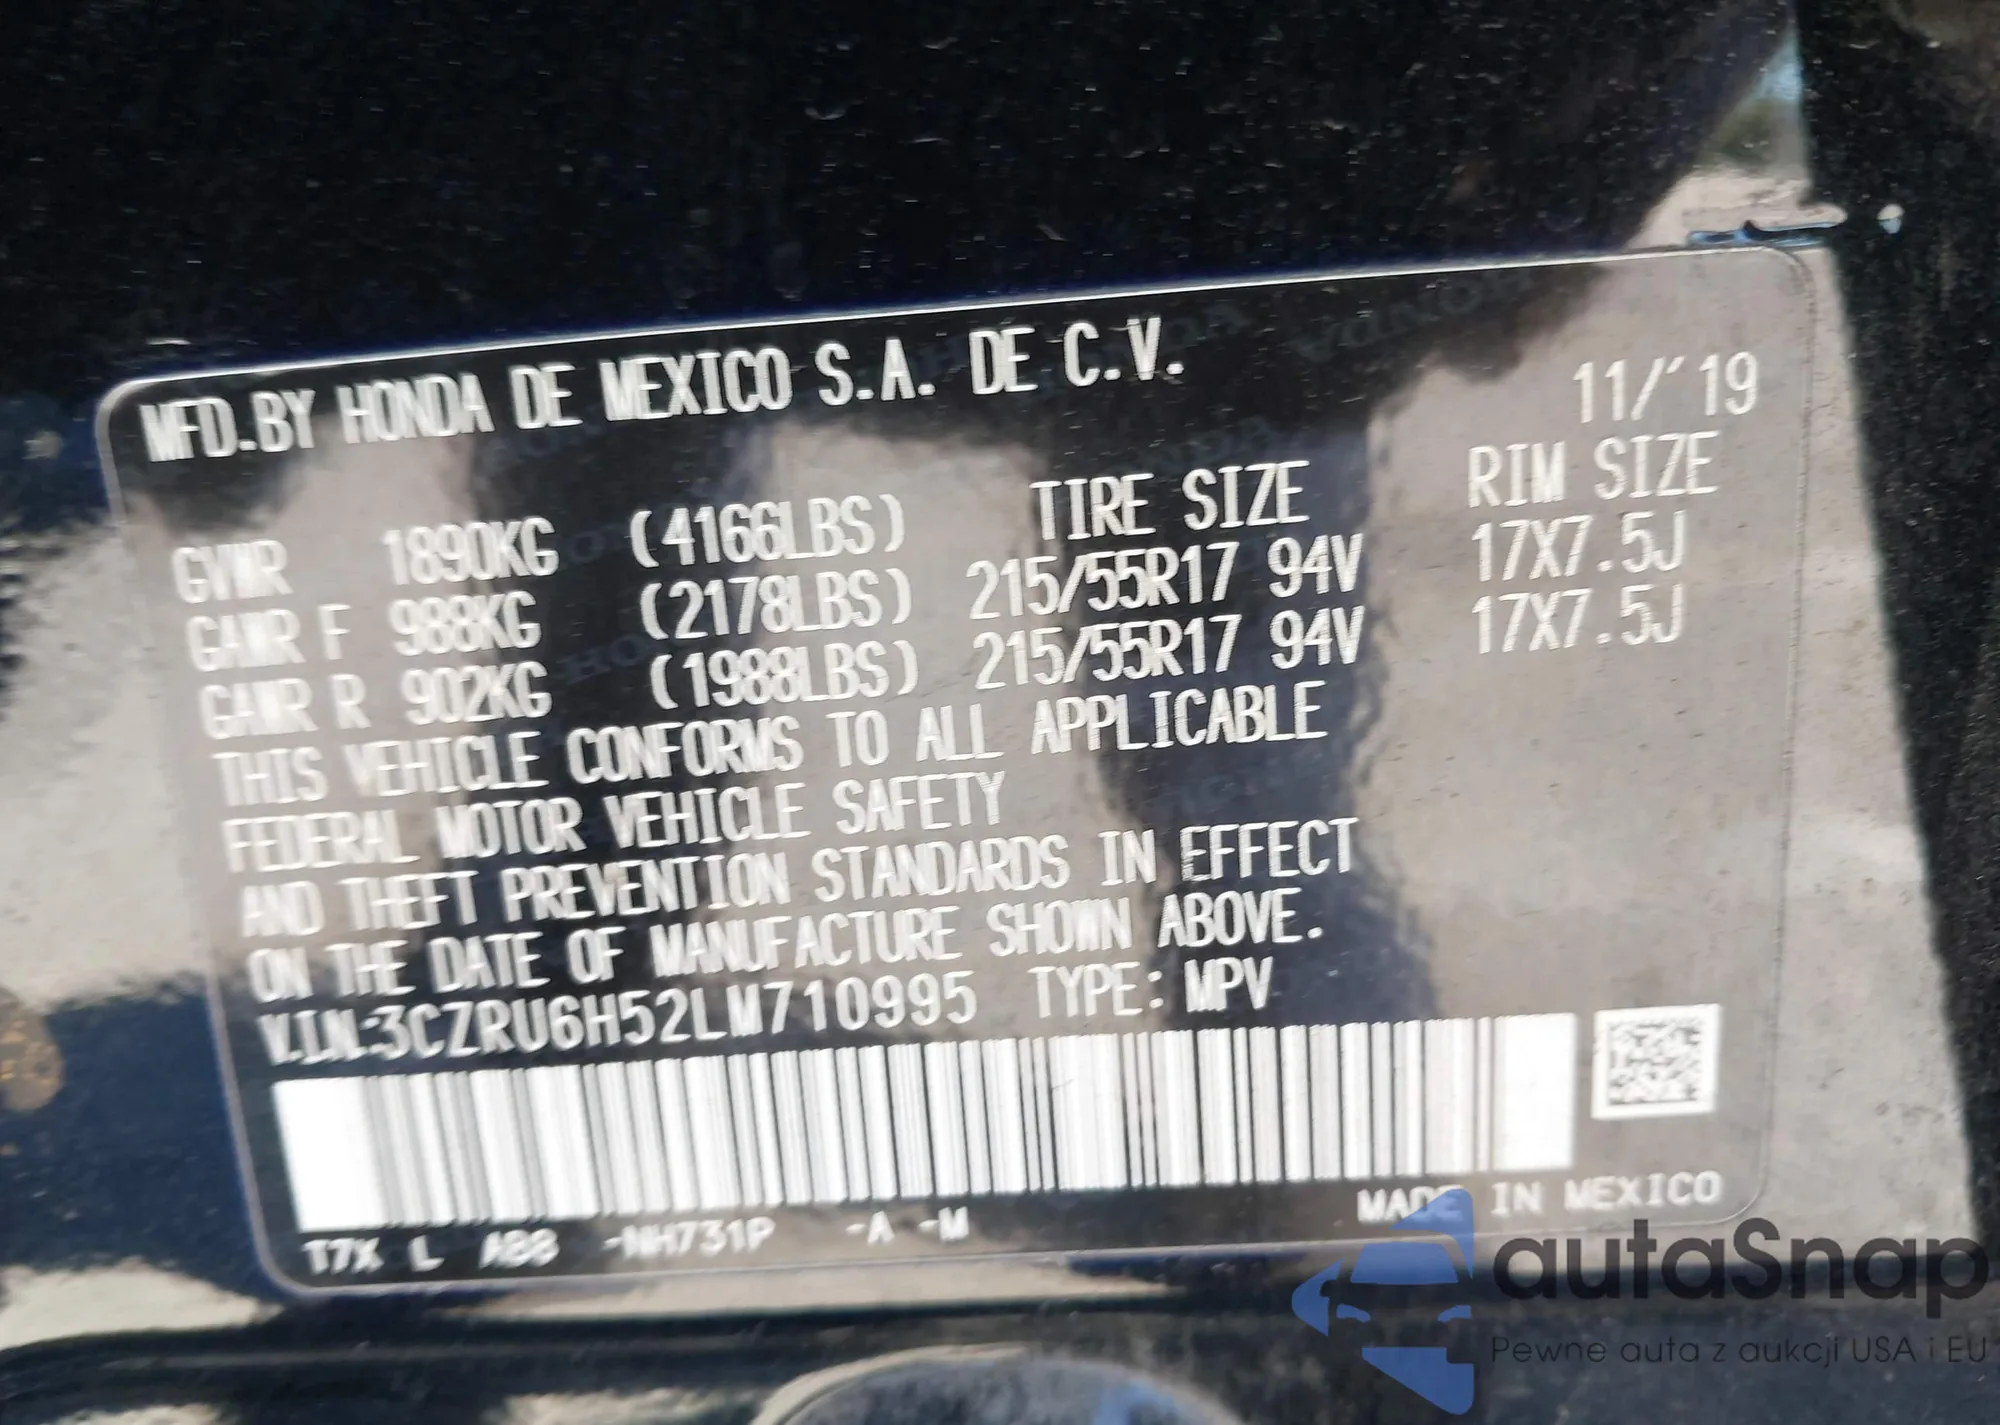 MFD.BY HONDA DE MEXICO S.A. DE C.V.
11/'19
GVWR 1890KG (4166LBS) TIRE SIZE RIM SIZE
GAWR F 988KG (2178LBS) 215/55R17 94V 17X7.5J
GAWR R 902KG (1988LBS) 215/55R17 94V 17X7.5J
THIS VEHICLE CONFORMS TO ALL APPLICABLE
FEDERAL MOTOR VEHICLE SAFETY
AND THEFT PREVENTION STANDARDS IN EFFECT
ON THE DATE OF MANUFACTURE SHOWN ABOVE.
V.I.N:3CZRU6H52LM710995 TYPE: MPV
MADE IN MEXICO
T7X L AB8 -NH731P -A -M
autaSnap
Pewne auta z aukcji USA i EU